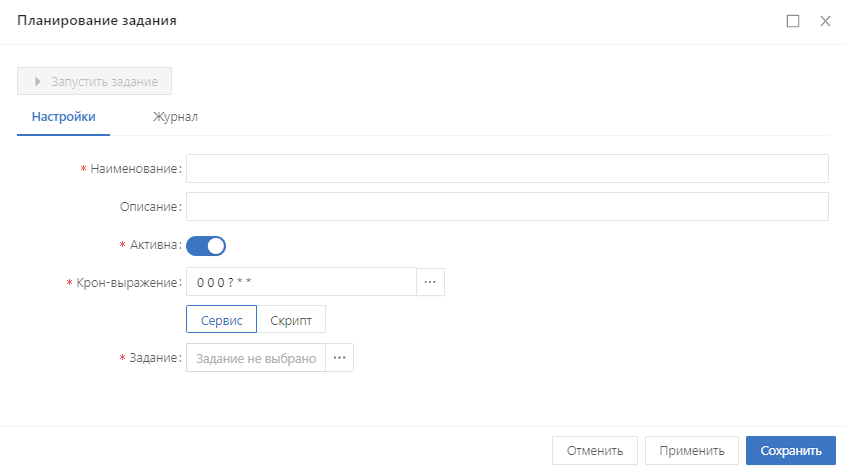 Планирование задания
Запустить задание
Настройки Журнал
* Наименование:
Описание:
* Активна:
* Крон-выражение: 0 0 0 ? * * ...
Сервис Скрипт
* Задание: Задание не выбрано ...
Отменить Применить Сохранить